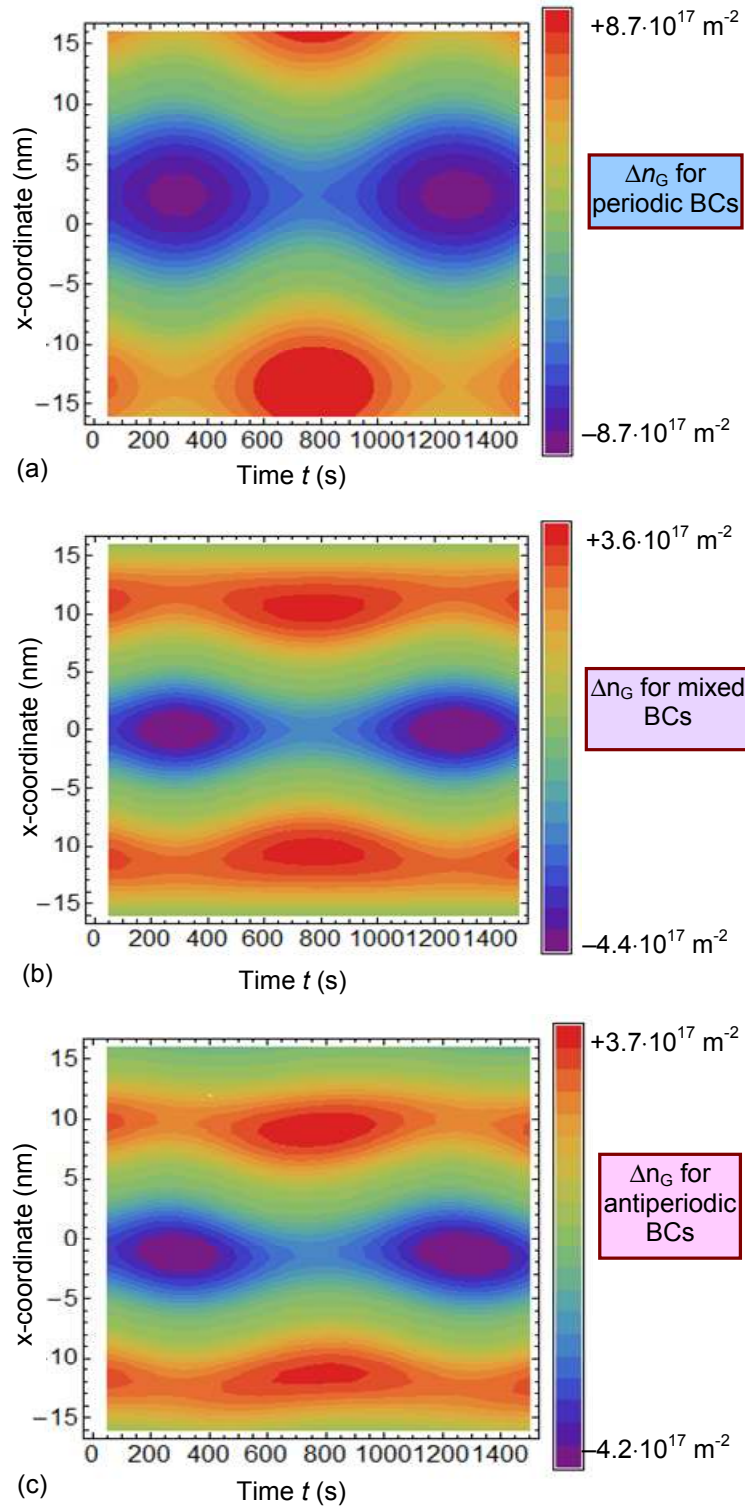 15
10
5
0
−5
·10
−15
x-coordinate (nm)
0 200 400 600 800 1000 1200 1400
Time t (s)
(a)
+8.7·10¹⁷ m⁻²
ΔnG for
periodic BCs
−8.7·10¹⁷ m⁻²
15
10
5
0
−5
·10
−15
x-coordinate (nm)
0 200 400 600 800 1000 1200 1400
Time t (s)
(b)
+3.6·10¹⁷ m⁻²
ΔnG for mixed
BCs
−4.4·10¹⁷ m⁻²
15
10
5
0
−5
·10
−15
x-coordinate (nm)
0 200 400 600 800 1000 1200 1400
Time t (s)
(c)
+3.7·10¹⁷ m⁻²
ΔnG for
antiperiodic
BCs
−4.2·10¹⁷ m⁻²